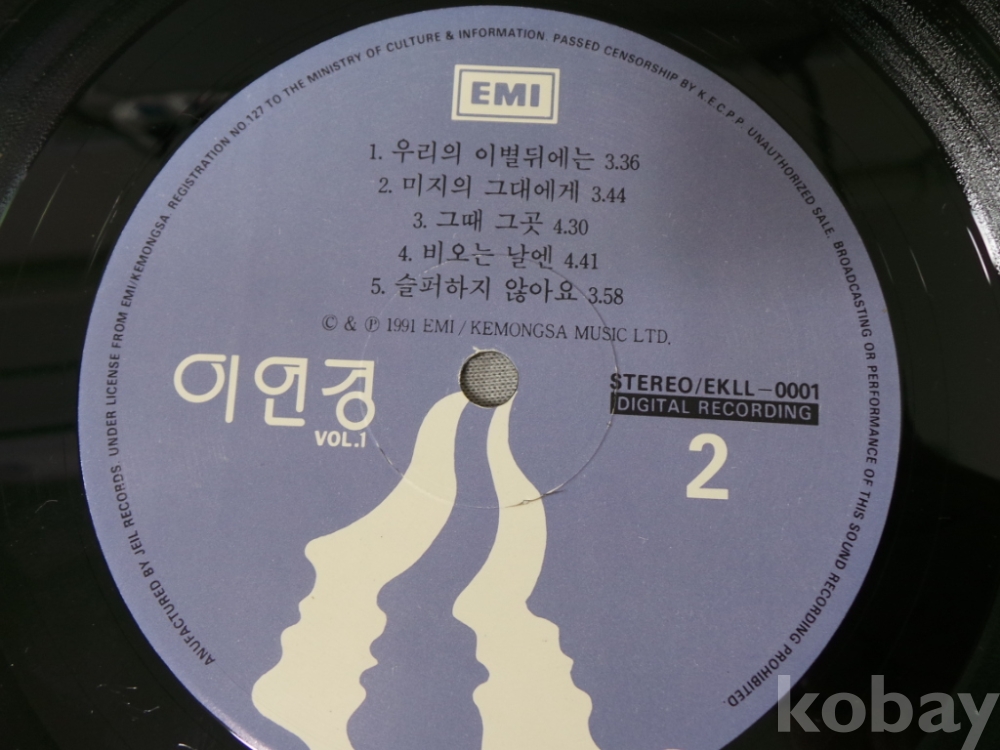 ANUFACTURED BY JEIL RECORDS. UNDER LICENSE FROM EMI/KEMONGSA. REGISTRATION NO.127 TO THE MINISTRY OF CULTURE & INFORMATION. PASSED CENSORSHIP BY K.E.C.P.P. UNAUTHORIZED SALE, BROADCASTING OR PERFORMANCE OF THIS SOUND RECORDING PROHIBITED.
EMI
1. 우리의 이별뒤에는 3.36
2. 미지의 그대에게 3.44
3. 그때 그곳 4.30
4. 비오는 날엔 4.41
5. 슬퍼하지 않아요 3.58
© & ℗ 1991 EMI / KEMONGSA MUSIC LTD,
이연경
VOL.1
STEREO/EKLL-0001
DIGITAL RECORDING
2
kobay